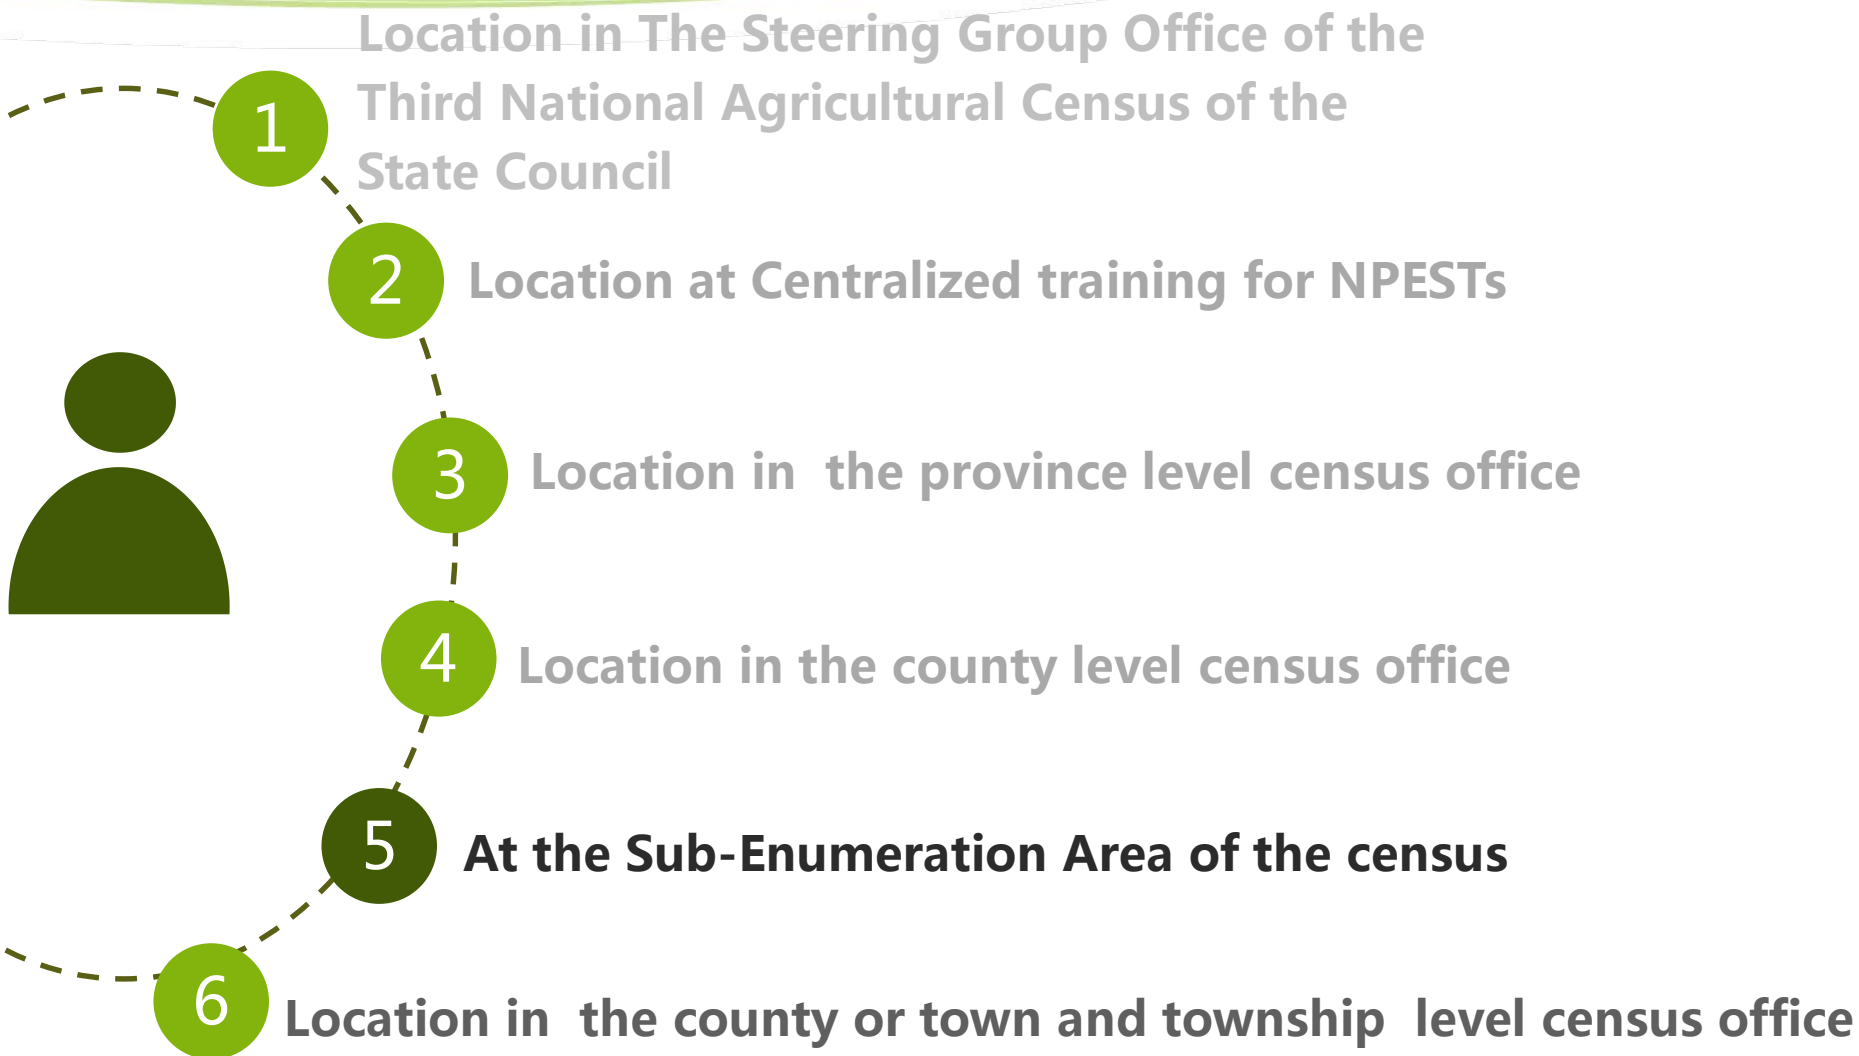 Location in The Steering Group Office of the
Third National Agricultural Census of the
State Council
1
2 Location at Centralized training for NPESTs
3 Location in  the province level census office
4 Location in the county level census office
5 At the Sub-Enumeration Area of the census
6 Location in  the county or town and township  level census office